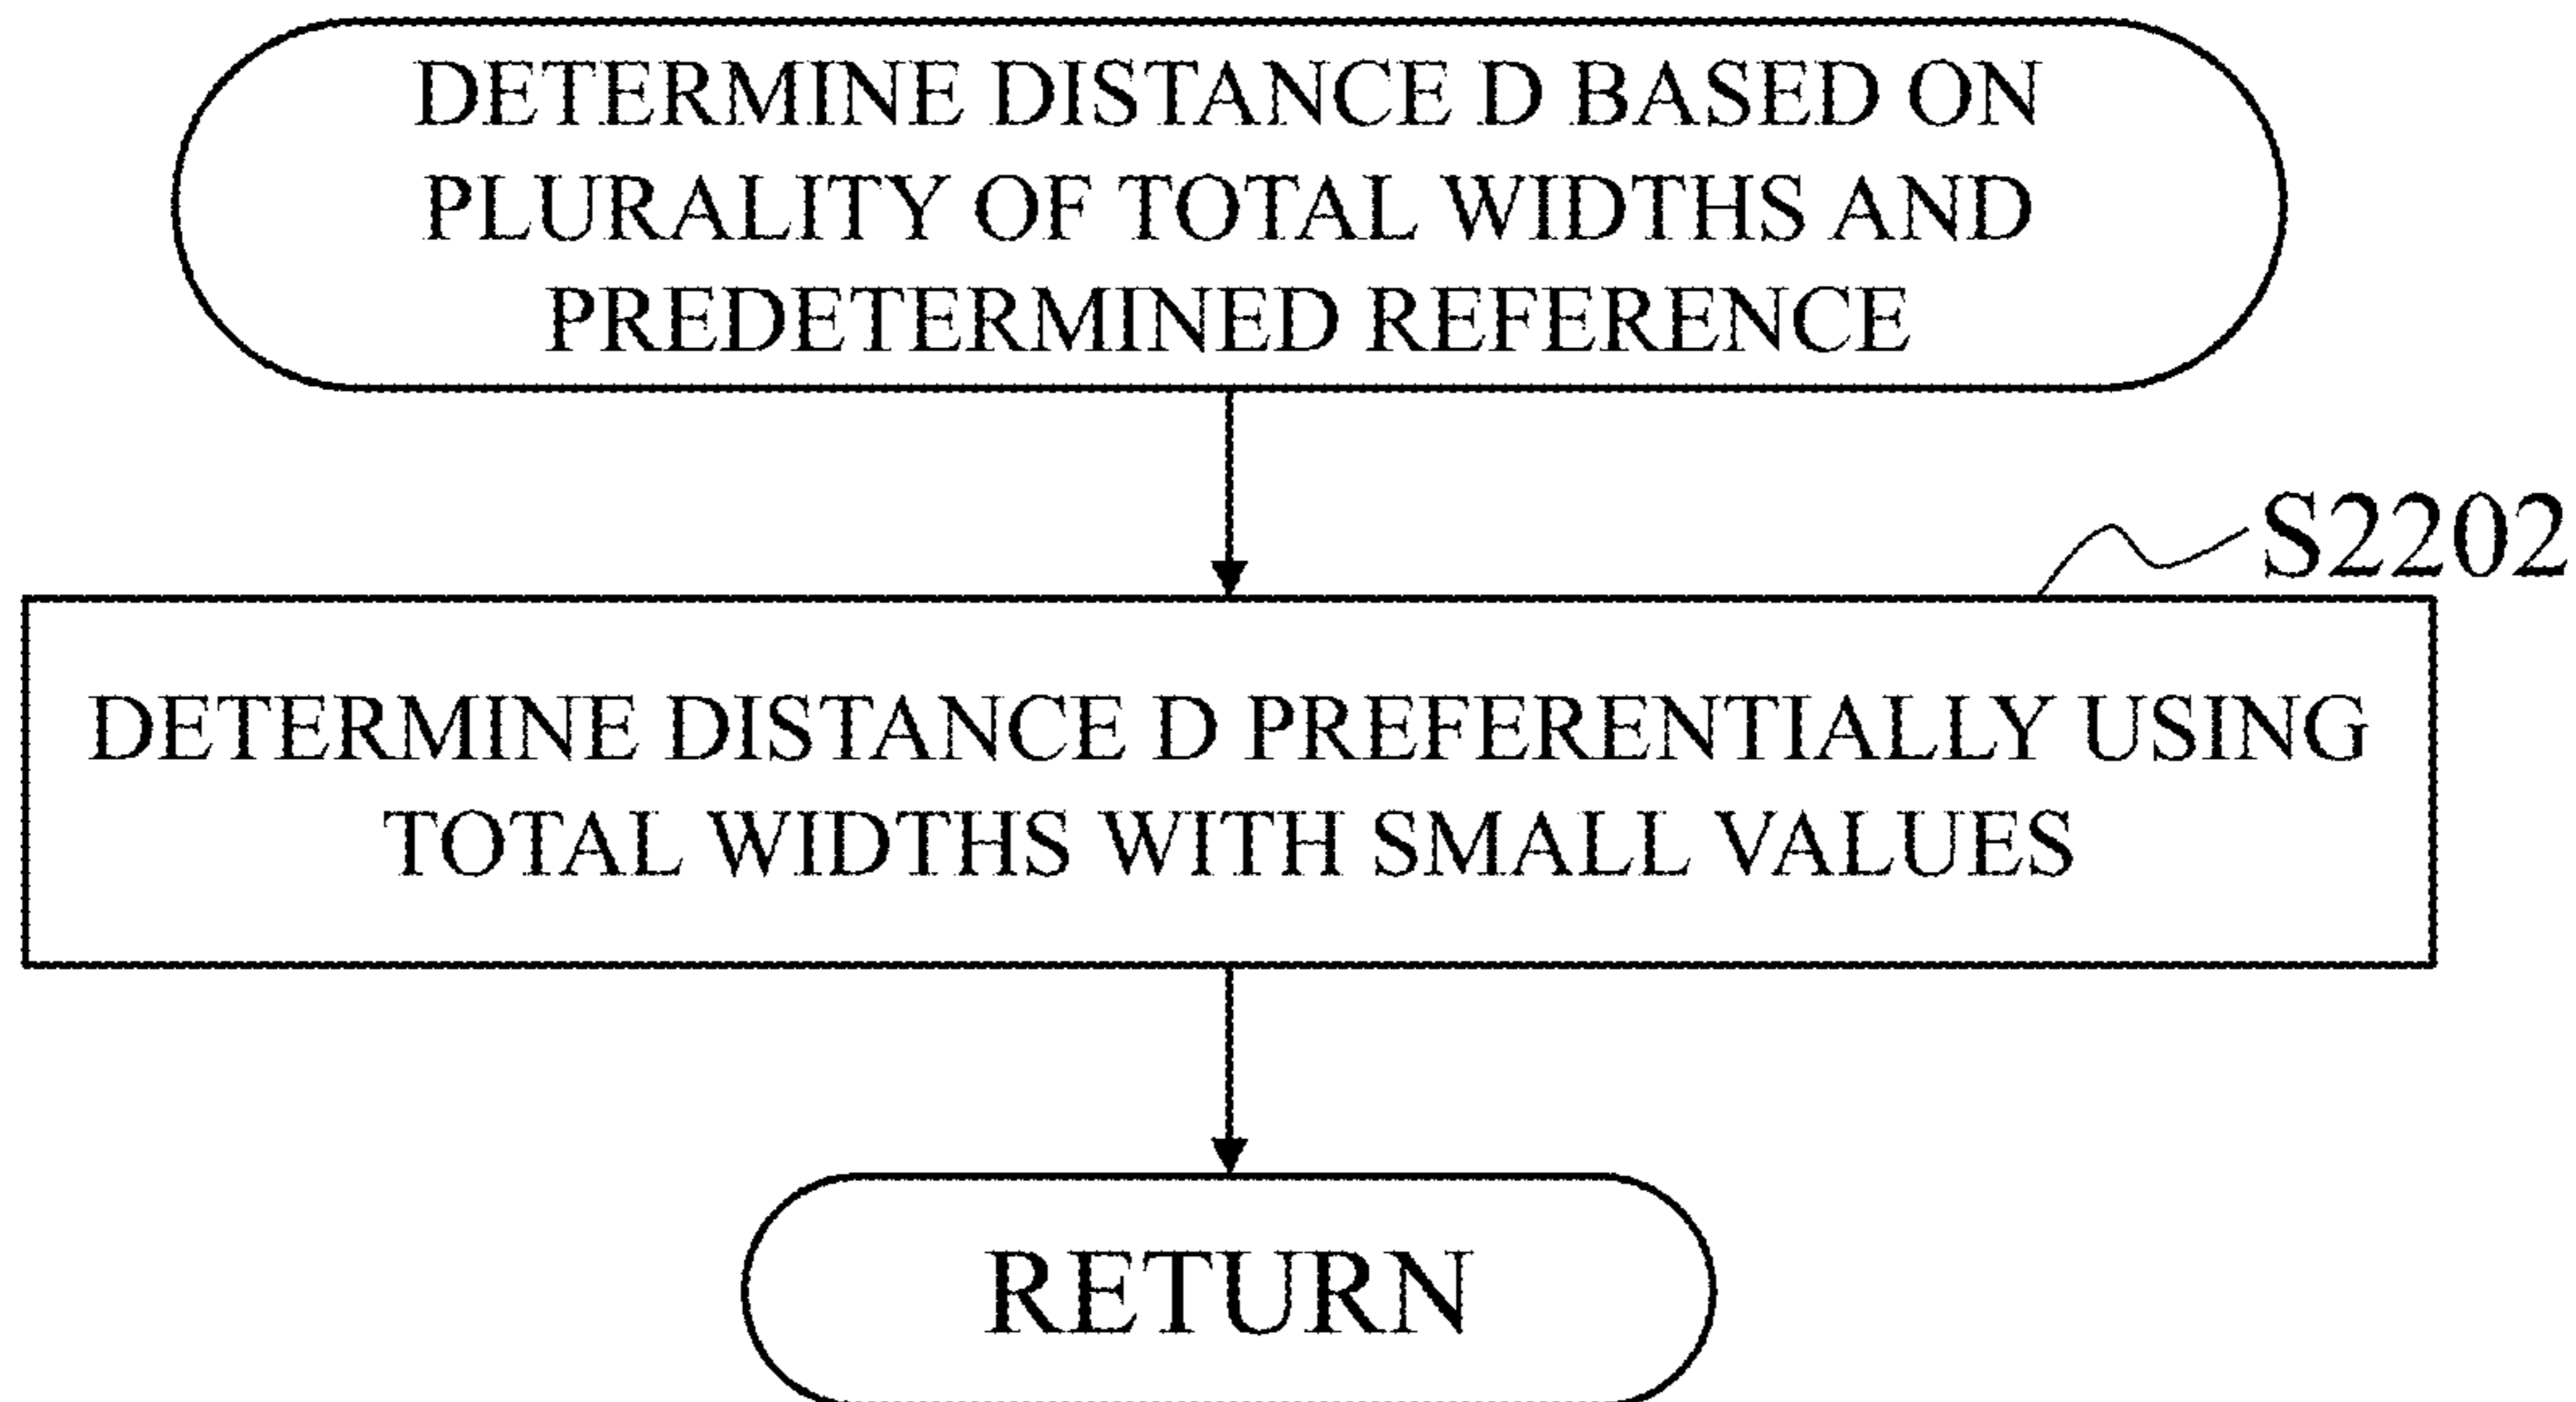 DETERMINE DISTANCE D BASED ON
PLURALITY OF TOTAL WIDTHS AND
PREDETERMINED REFERENCE
S2202
DETERMINE DISTANCE D PREFERENTIALLY USING
TOTAL WIDTHS WITH SMALL VALUES
RETURN